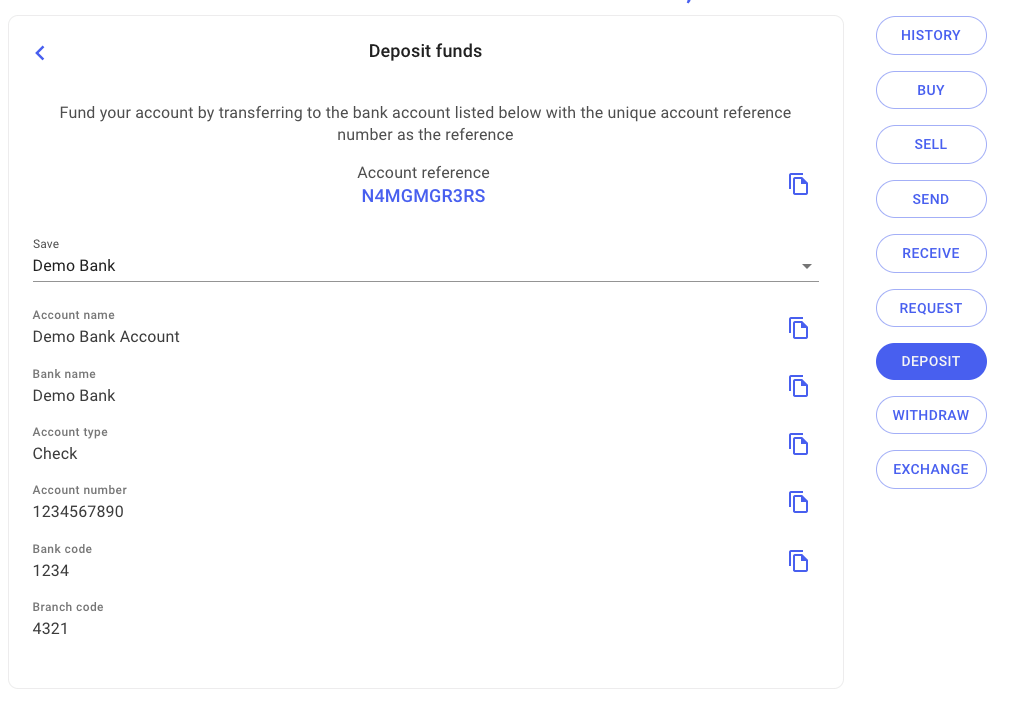 Deposit funds
Fund your account by transferring to the bank account listed below with the unique account reference
number as the reference
Account reference
N4MGMGR3RS
Save
Demo Bank
Account name
Demo Bank Account
Bank name
Demo Bank
Account type
Check
Account number
1234567890
Bank code
1234
Branch code
4321
HISTORY
BUY
SELL
SEND
RECEIVE
REQUEST
DEPOSIT
WITHDRAW
EXCHANGE